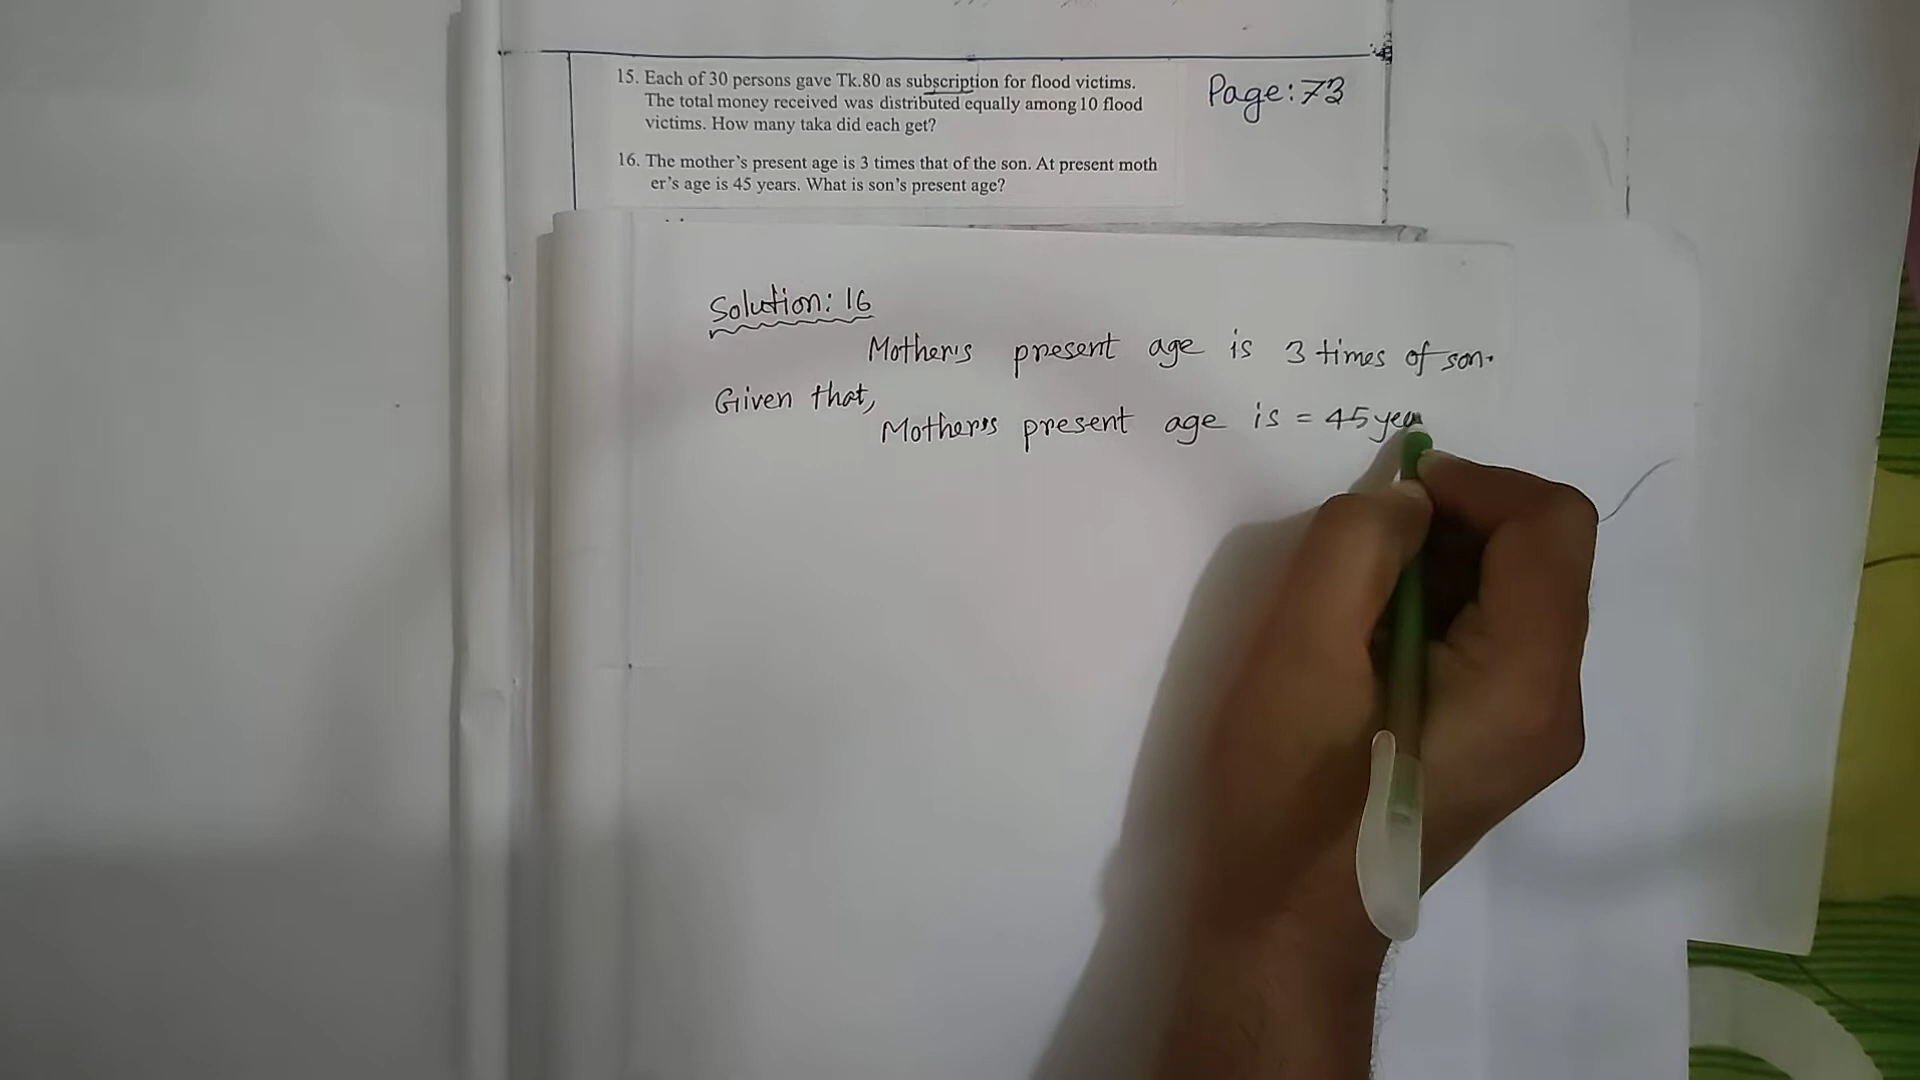 15. Each of 30 persons gave Tk.80 as subscription for flood victims.
The total money received was distributed equally among 10 flood
victims. How many taka did each get?
Page: 73
16. The mother's present age is 3 times that of the son. At present moth
er's age is 45 years. What is son's present age?
Solution: 16
Mother's present age is 3 times of son.
Given that,
Mother's present age is = 45 yea